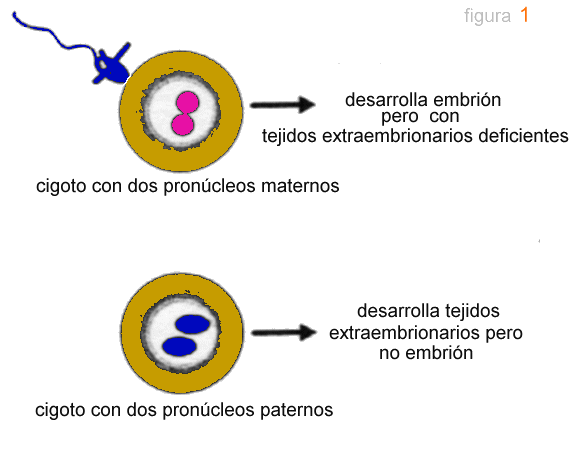 figura 1
desarrolla embrión
pero con
tejidos extraembrionarios deficientes
cigoto con dos pronúcleos maternos
desarrolla tejidos
extraembrionarios pero
no embrión
cigoto con dos pronúcleos paternos